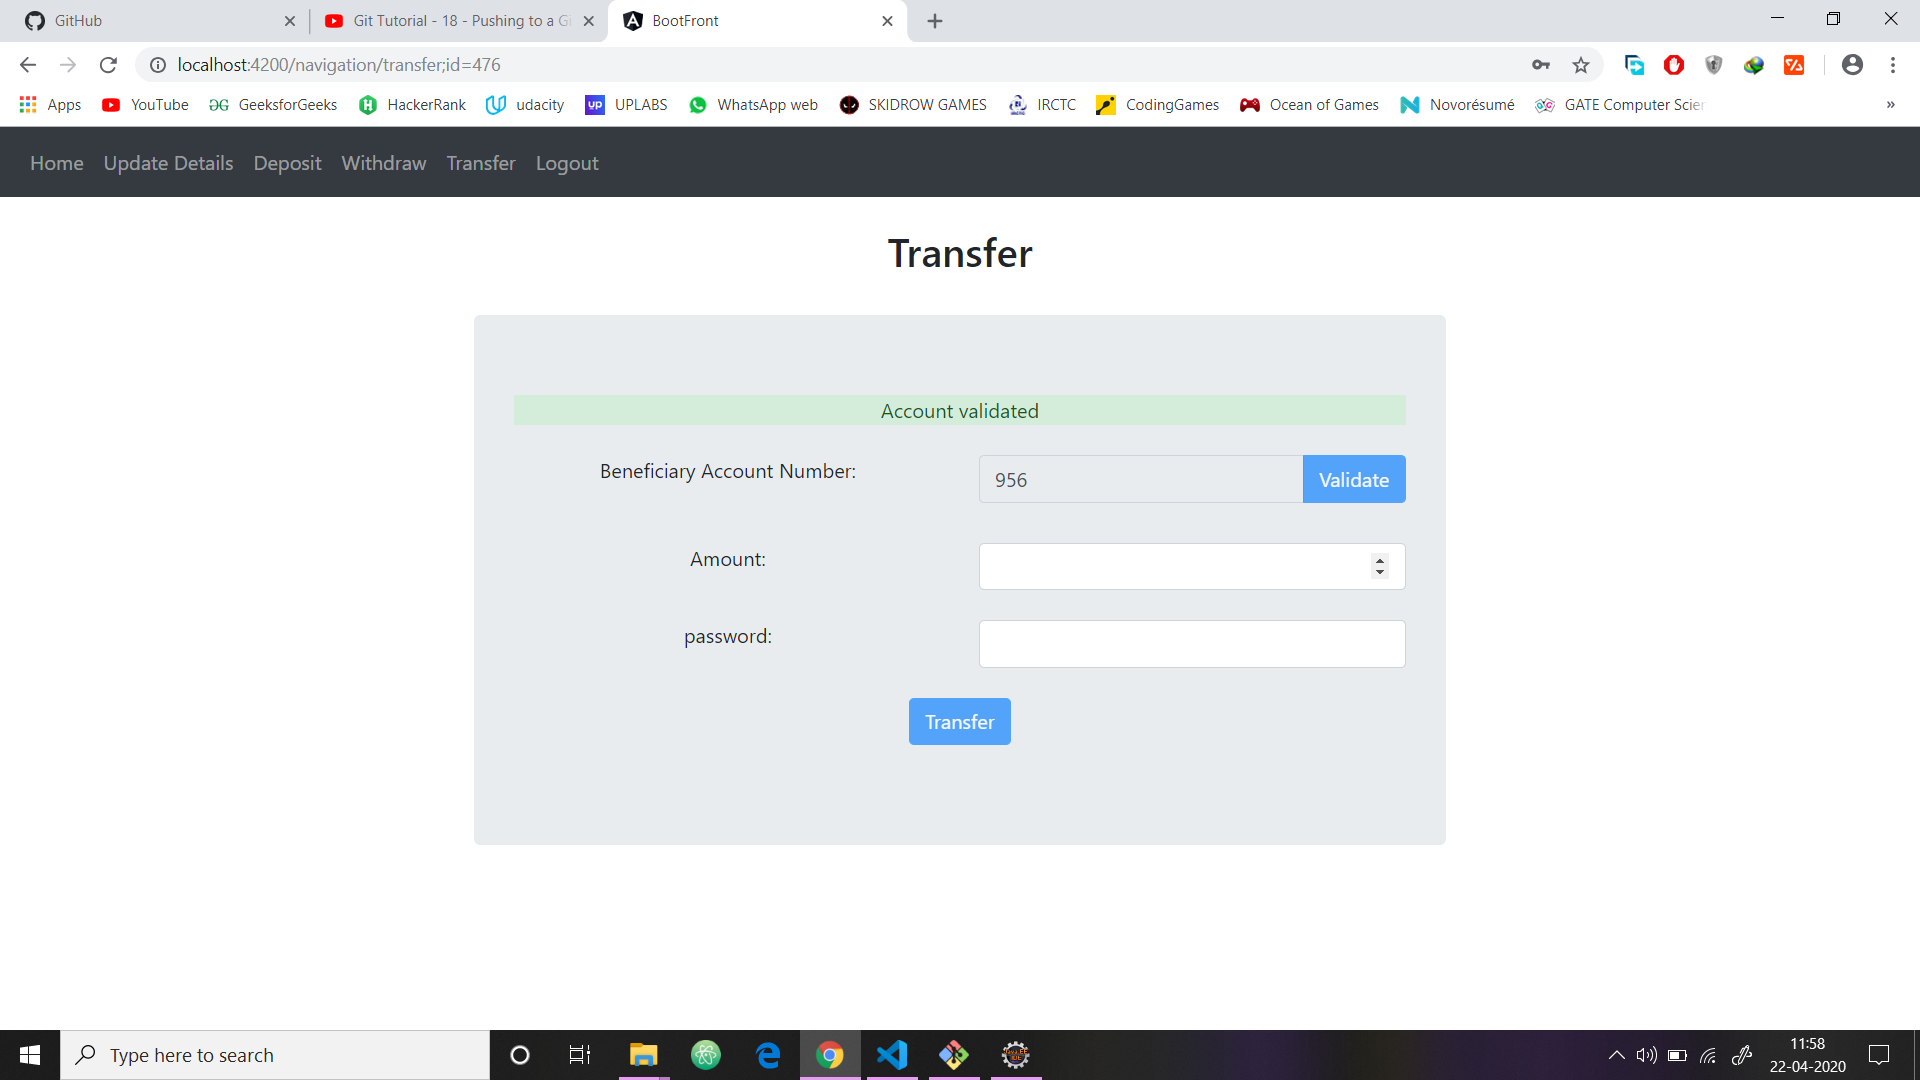 GitHub
Git Tutorial - 18 - Pushing to a Gi
BootFront
localhost:4200/navigation/transfer;id=476
Apps YouTube GeeksforGeeks HackerRank udacity UPLABS WhatsApp web SKIDROW GAMES IRCTC CodingGames Ocean of Games Novorésumé GATE Computer Scien »
Home Update Details Deposit Withdraw Transfer Logout
Transfer
Account validated
Beneficiary Account Number: 956 Validate
Amount:
password:
Transfer
Type here to search
11:58
22-04-2020